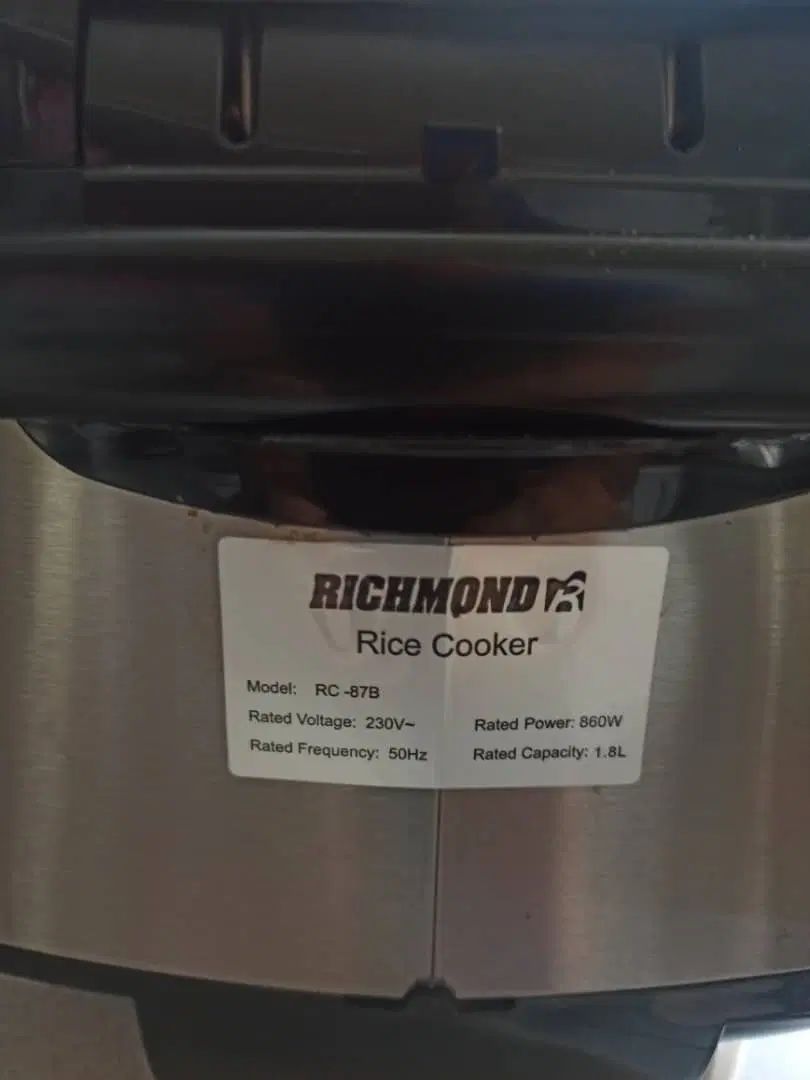 RICHMOND
Rice Cooker
Model: RC -87B
Rated Voltage: 230V~ Rated Power: 860W
Rated Frequency: 50Hz Rated Capacity: 1.8L